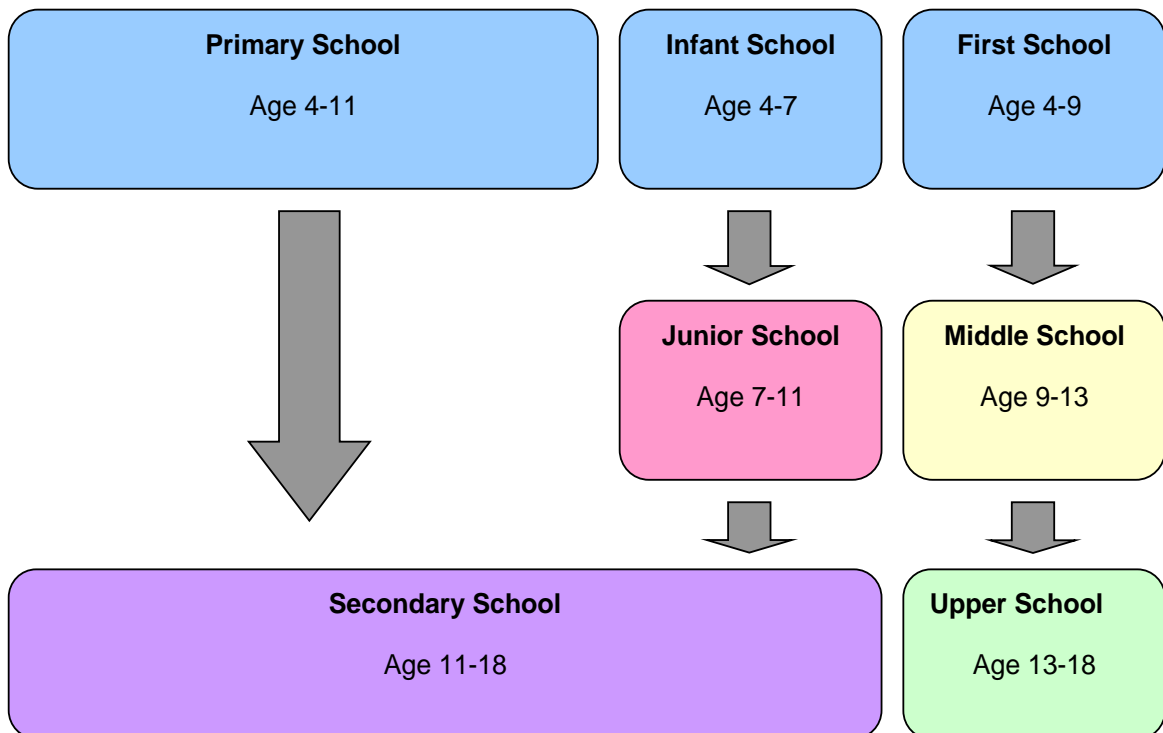 Primary School
Age 4-11
Infant School
Age 4-7
First School
Age 4-9
Junior School
Age 7-11
Middle School
Age 9-13
Secondary School
Age 11-18
Upper School
Age 13-18